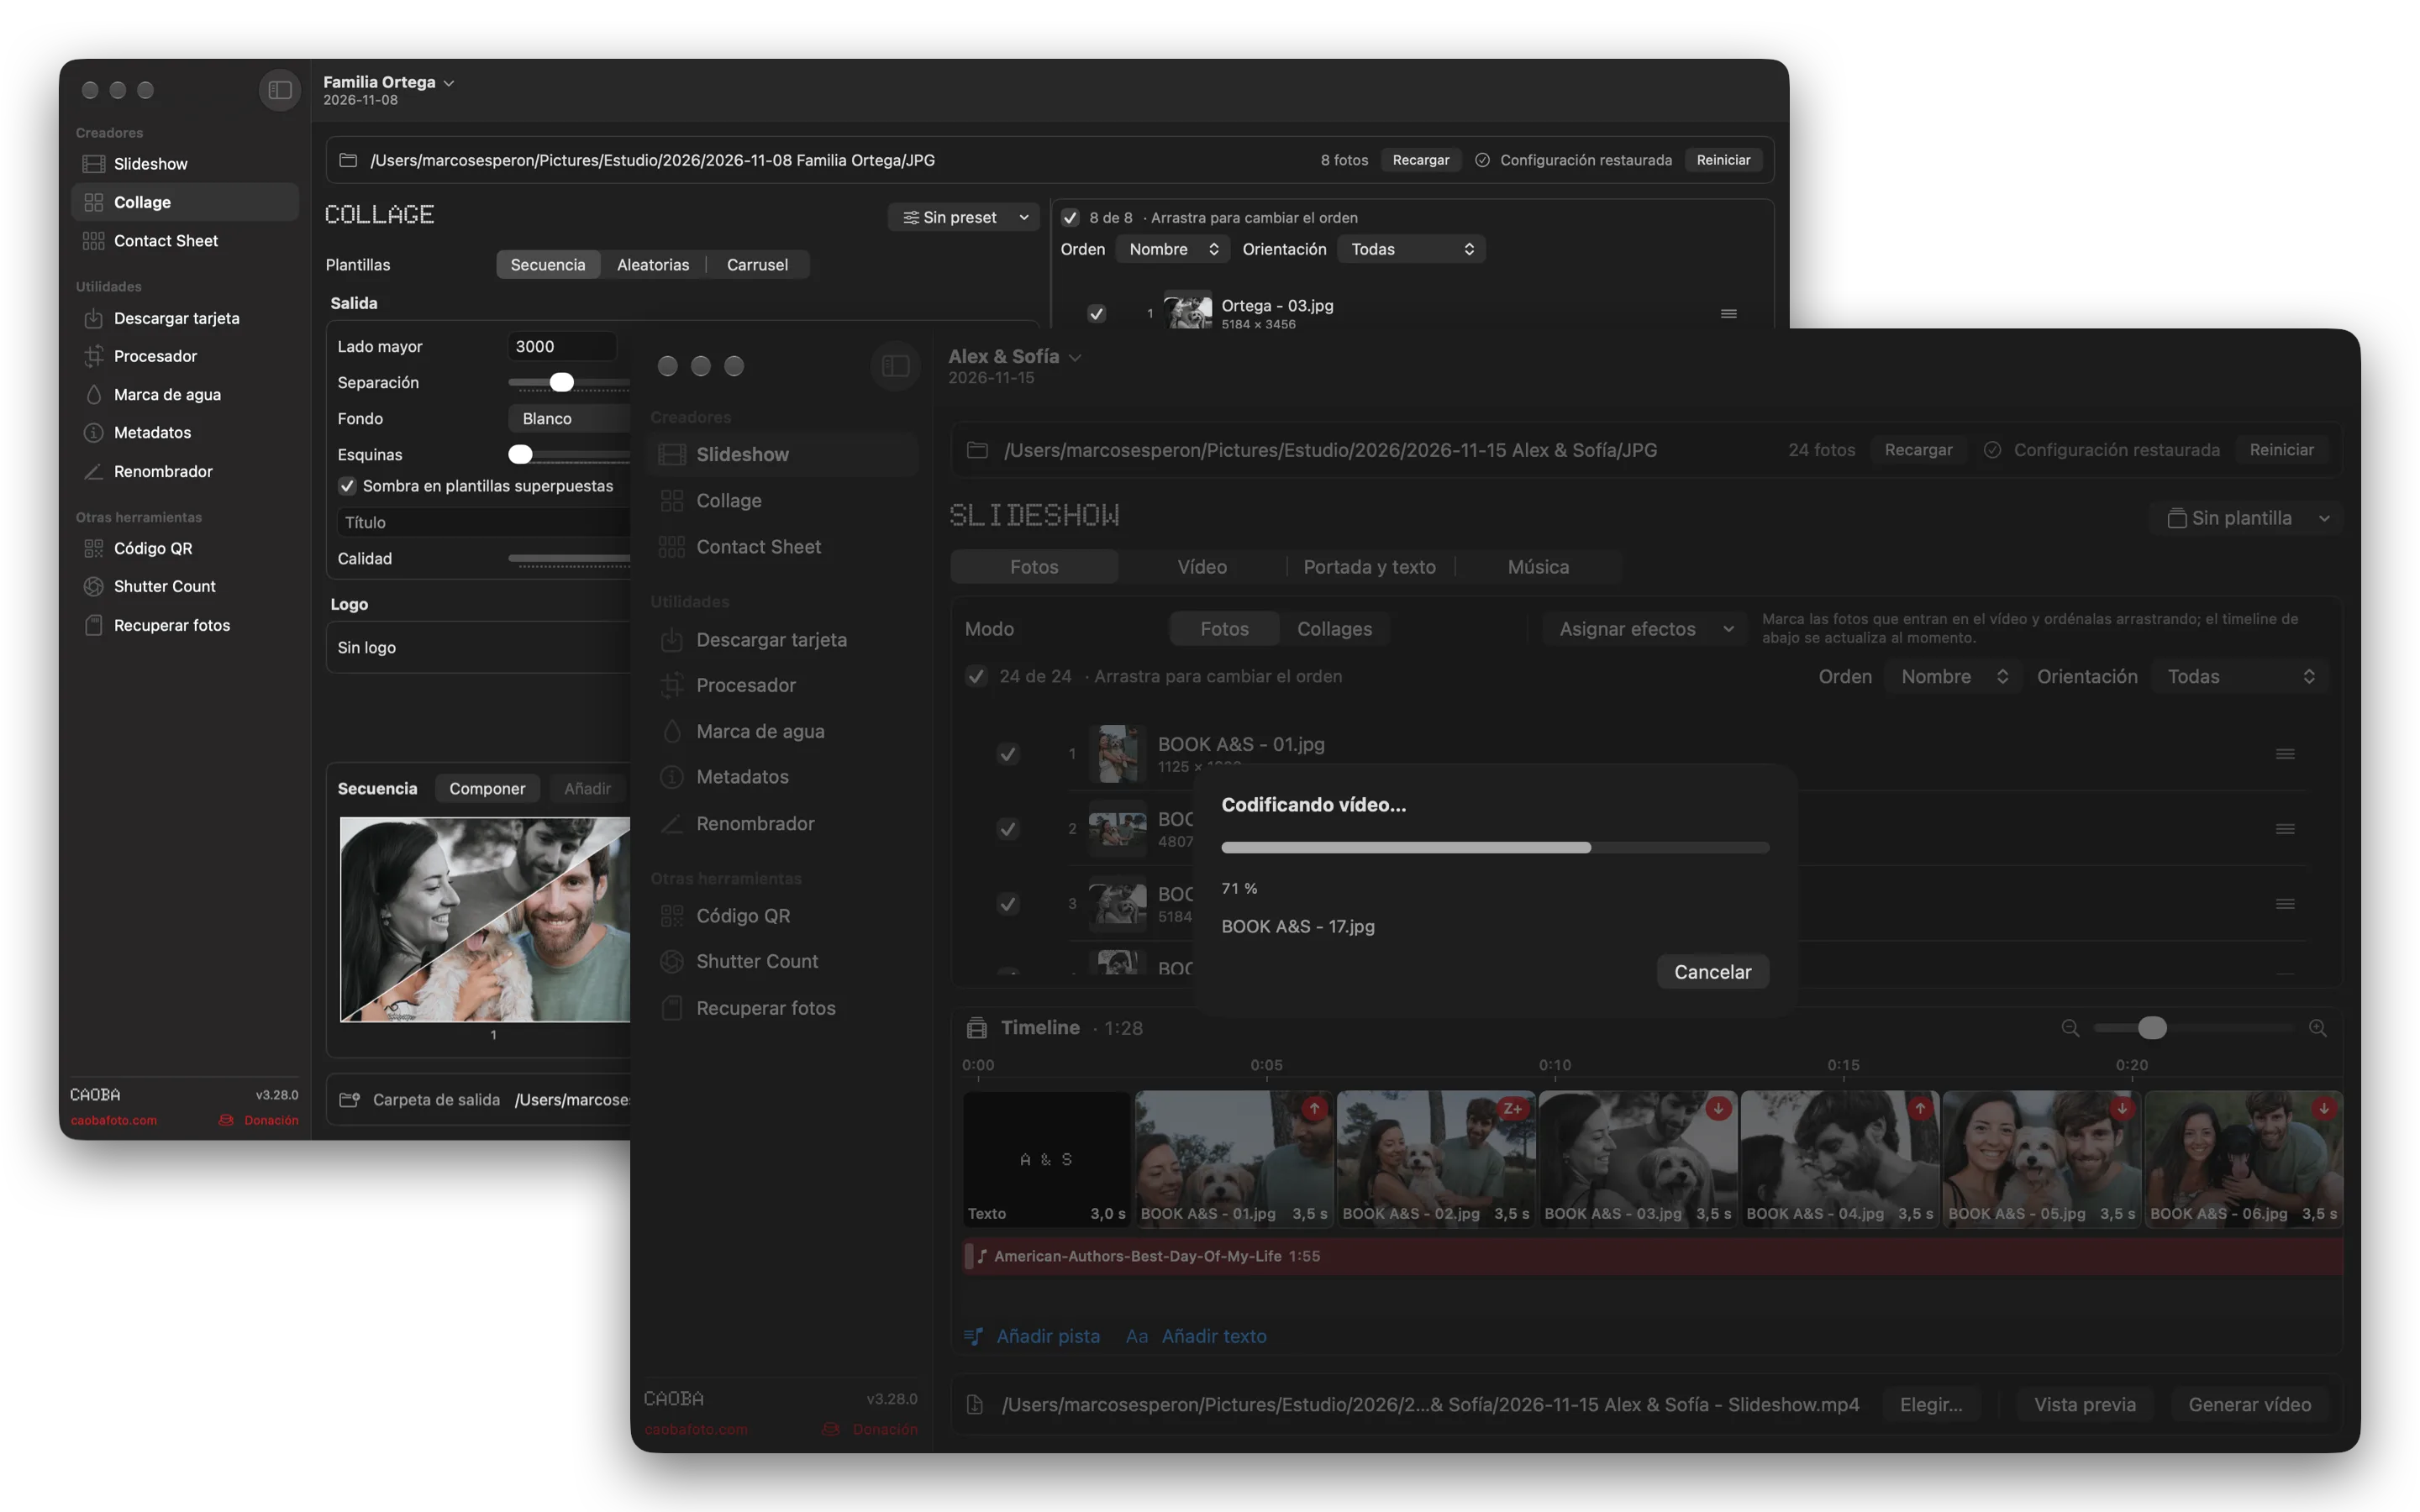 Familia Ortega
2026-11-08
Creadores
Slideshow
Collage
Contact Sheet
Utilidades
Descargar tarjeta
Procesador
Marca de agua
Metadatos
Renombrador
Otras herramientas
Código QR
Shutter Count
Recuperar fotos
CAOBA v3.28.0
caobafoto.com Donación
/Users/marcosesperon/Pictures/Estudio/2026/2026-11-08 Familia Ortega/JPG 8 fotos Recargar Configuración restaurada Reiniciar
COLLAGE Sin preset
Plantillas Secuencia Aleatorias Carrusel
Salida
Lado mayor 3000
Separación
Fondo Blanco
Esquinas
Sombra en plantillas superpuestas
Título
Calidad
Logo
Sin logo
Secuencia Componer Añadir
1
Carpeta de salida /Users/marcoses
8 de 8 · Arrastra para cambiar el orden
Orden Nombre Orientación Todas
1 Ortega - 03.jpg
5184 × 3456
Alex & Sofía
2026-11-15
Creadores
Slideshow
Collage
Contact Sheet
Utilidades
Descargar tarjeta
Procesador
Marca de agua
Metadatos
Renombrador
Otras herramientas
Código QR
Shutter Count
Recuperar fotos
CAOBA v3.28.0
caobafoto.com Donación
/Users/marcosesperon/Pictures/Estudio/2026/2026-11-15 Alex & Sofía/JPG 24 fotos Recargar Configuración restaurada Reiniciar
SLIDESHOW Sin plantilla
Fotos Vídeo Portada y texto Música
Modo Fotos Collages Asignar efectos
Marca las fotos que entran en el vídeo y ordénalas arrastrando; el timeline de
abajo se actualiza al momento.
24 de 24 · Arrastra para cambiar el orden Orden Nombre Orientación Todas
1 BOOK A&S - 01.jpg
1125 ×
2 BOO
4807
3 BOO
5184
BOO
Codificando vídeo...
71 %
BOOK A&S - 17.jpg
Cancelar
Timeline · 1:28
0:00 0:05 0:10 0:15 0:20
Z+
A & S
Texto 3,0 s BOOK A&S - 01.jpg 3,5 s BOOK A&S - 02.jpg 3,5 s BOOK A&S - 03.jpg 3,5 s BOOK A&S - 04.jpg 3,5 s BOOK A&S - 05.jpg 3,5 s BOOK A&S - 06.jpg 3,5 s
American-Authors-Best-Day-Of-My-Life 1:55
Añadir pista Aa Añadir texto
/Users/marcosesperon/Pictures/Estudio/2026/2...& Sofía/2026-11-15 Alex & Sofía - Slideshow.mp4 Elegir... Vista previa Generar vídeo